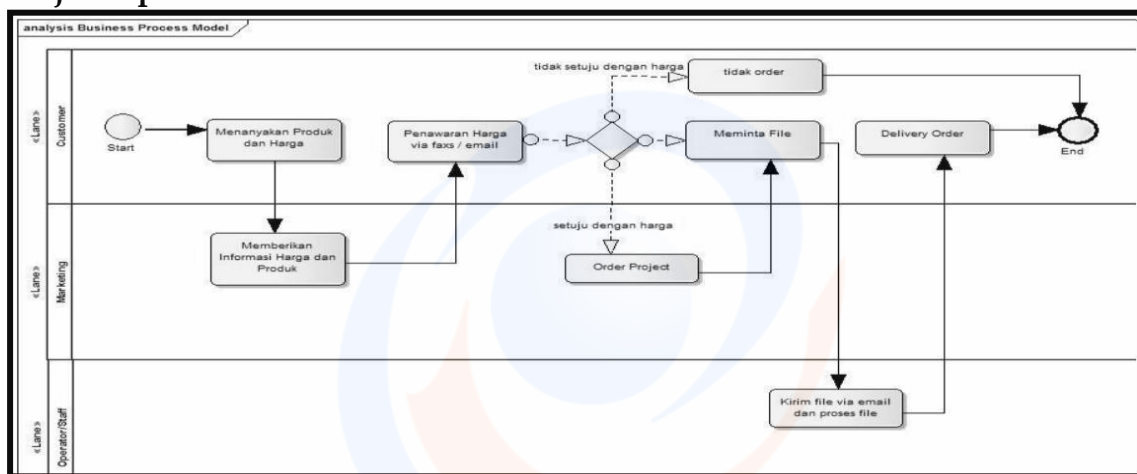 analysis Business Process Model
«Lane»
Customer
Start
Menanyakan Produk
dan Harga
Penawaran Harga
via faxs / email
tidak setuju dengan harga
tidak order
Meminta File
Delivery Order
End
«Lane»
Marketing
Memberikan
Informasi Harga dan
Produk
setuju dengan harga
Order Project
«Lane»
Operator/Staff
Kirim file via email
dan proses file